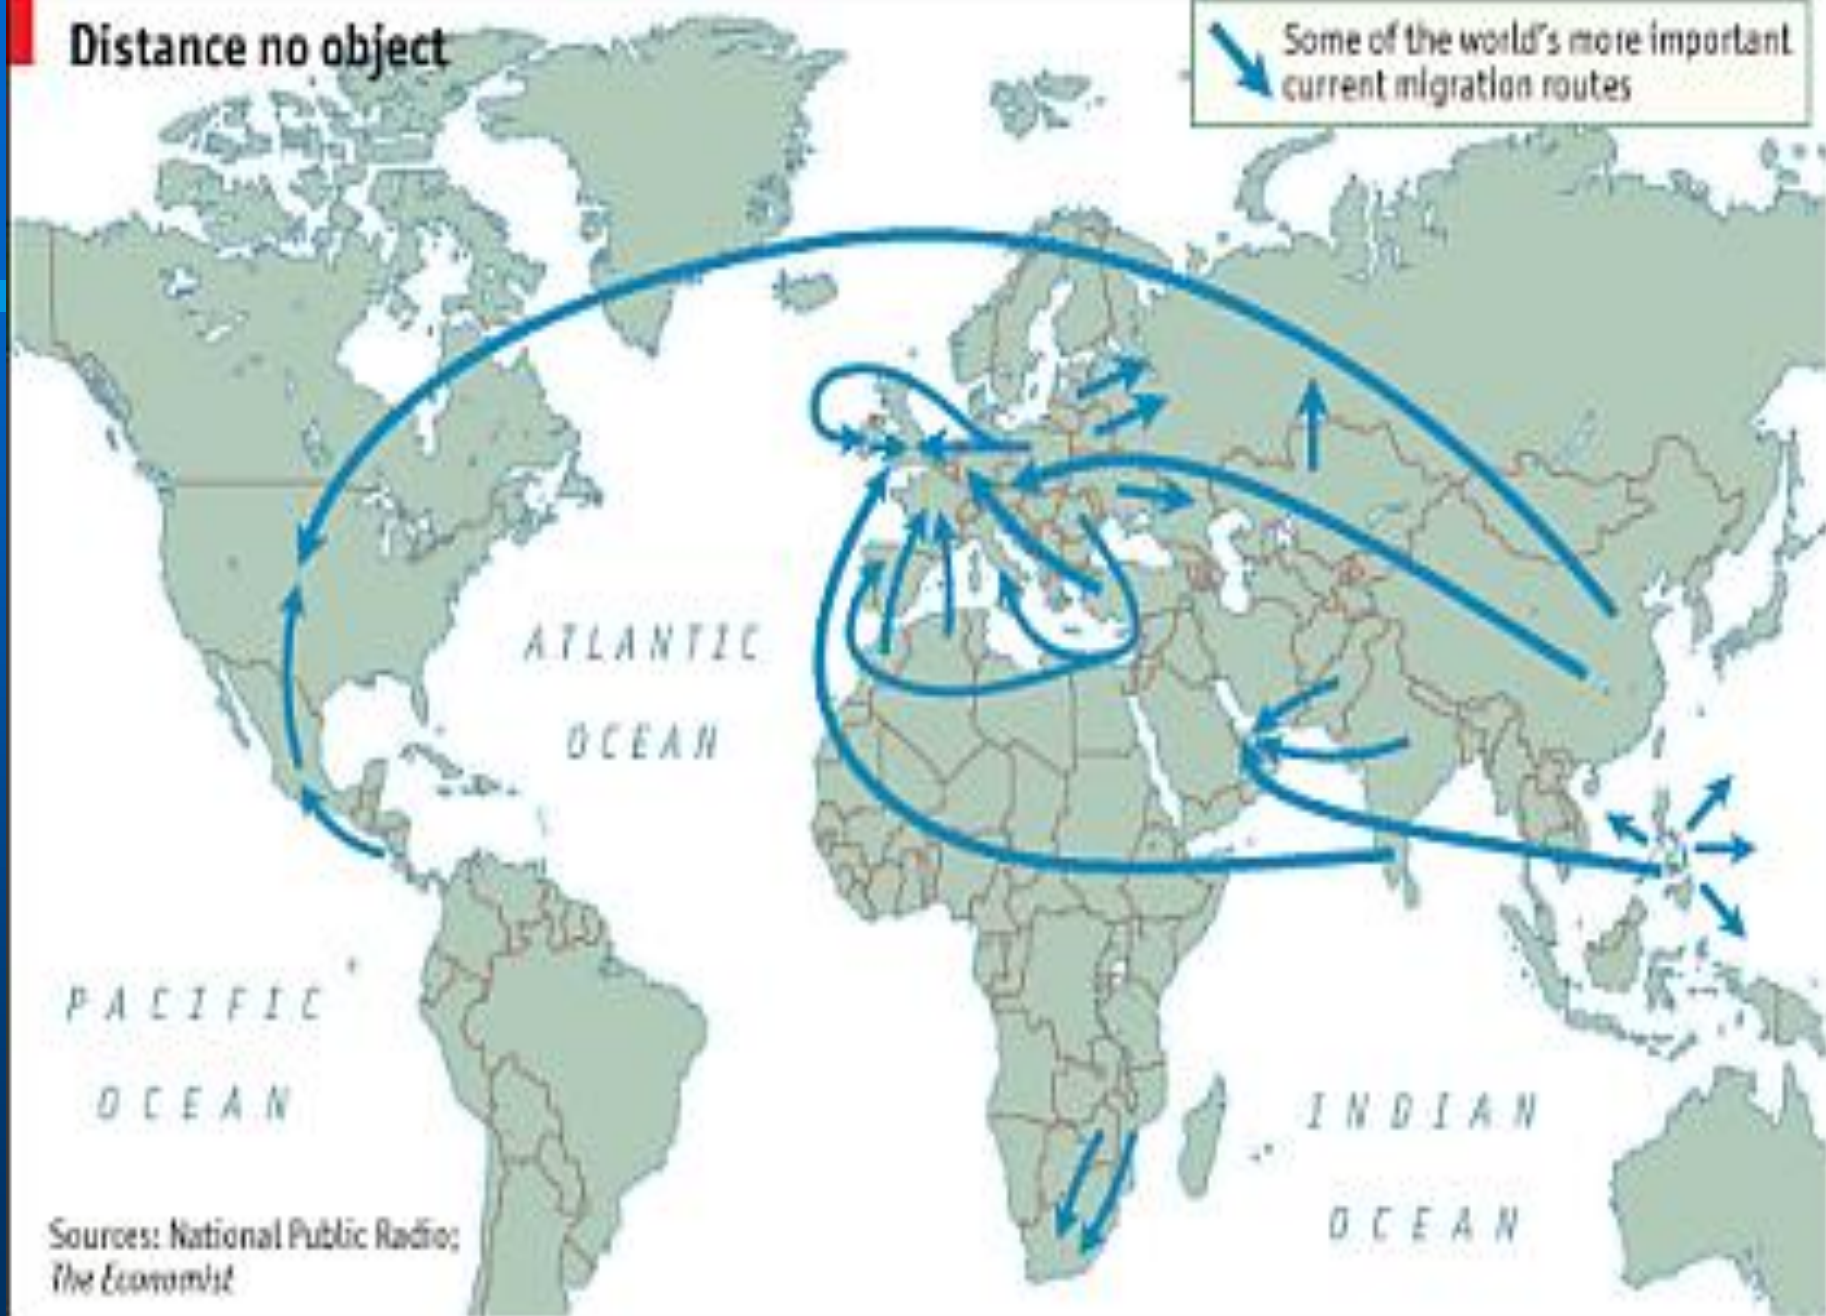 Distance no object
Some of the world's more important
current migration routes
ATLANTIC
OCEAN
PACIFIC
OCEAN
INDIAN
OCEAN
Sources: National Public Radio;
The Economist